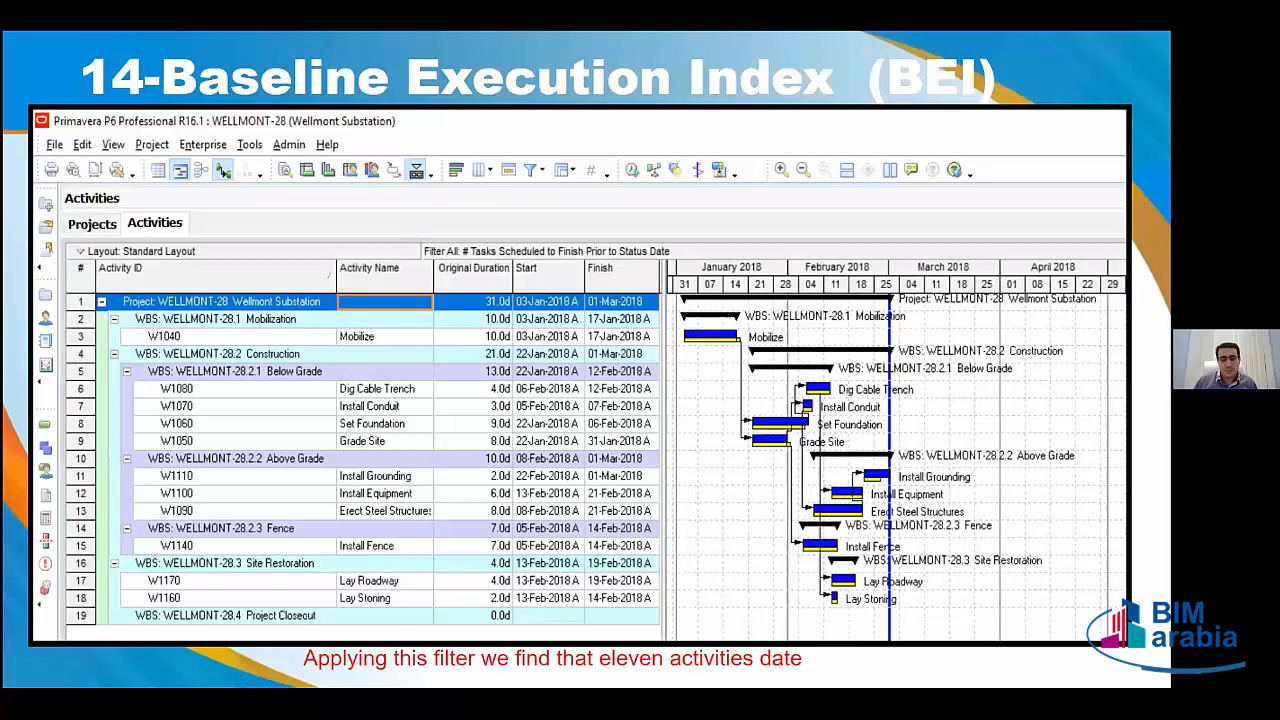 14-Baseline Execution Index (BEI)
Primavera P6 Professional R16.1 : WELLMONT-28 (Wellmont Substation)
File Edit View Project Enterprise Tools Admin Help
Activities
Projects Activities
Layout: Standard Layout Filter All: # Tasks Scheduled to Finish Prior to Status Date
# Activity ID Activity Name Original Duration Start Finish January 2018 February 2018 March 2018 April 2018
31 07 14 21 28 04 11 18 25 04 11 18 25 01 08 15 22 29
1 Project: WELLMONT-28 Wellmont Substation 31.0d 03-Jan-2018 A 01-Mar-2018 Project: WELLMONT-28 Wellmont Substation
2 WBS: WELLMONT-28.1 Mobilization 10.0d 03-Jan-2018 A 17-Jan-2018 WBS: WELLMONT-28.1 Mobilization
3 W1040 Mobilize 10.0d 03-Jan-2018 A 17-Jan-2018 A Mobilize
4 WBS: WELLMONT-28.2 Construction 21.0d 22-Jan-2018 A 01-Mar-2018 WBS: WELLMONT-28.2 Construction
5 WBS: WELLMONT-28.2.1 Below Grade 13.0d 22-Jan-2018 A 12-Feb-2018 WBS: WELLMONT-28.2.1 Below Grade
6 W1080 Dig Cable Trench 4.0d 06-Feb-2018 A 12-Feb-2018 A Dig Cable Trench
7 W1070 Install Conduit 3.0d 05-Feb-2018 A 07-Feb-2018 A Install Conduit
8 W1060 Set Foundation 9.0d 22-Jan-2018 A 06-Feb-2018 A Set Foundation
9 W1050 Grade Site 8.0d 22-Jan-2018 A 31-Jan-2018 A Grade Site
10 WBS: WELLMONT-28.2.2 Above Grade 10.0d 08-Feb-2018 A 01-Mar-2018 WBS: WELLMONT-28.2.2 Above Grade
11 W1110 Install Grounding 2.0d 22-Feb-2018 A 01-Mar-2018 Install Grounding
12 W1100 Install Equipment 6.0d 13-Feb-2018 A 21-Feb-2018 A Install Equipment
13 W1090 Erect Steel Structures 8.0d 08-Feb-2018 A 21-Feb-2018 A Erect Steel Structures
14 WBS: WELLMONT-28.2.3 Fence 7.0d 05-Feb-2018 A 14-Feb-2018 WBS: WELLMONT-28.2.3 Fence
15 W1140 Install Fence 7.0d 05-Feb-2018 A 14-Feb-2018 A Install Fence
16 WBS: WELLMONT-28.3 Site Restoration 4.0d 13-Feb-2018 A 19-Feb-2018 WBS: WELLMONT-28.3 Site Restoration
17 W1170 Lay Roadway 4.0d 13-Feb-2018 A 19-Feb-2018 A Lay Roadway
18 W1160 Lay Stoning 2.0d 13-Feb-2018 A 14-Feb-2018 A Lay Stoning
19 WBS: WELLMONT-28.4 Project Closeout 0.0d
BIM
arabia
Applying this filter we find that eleven activities date